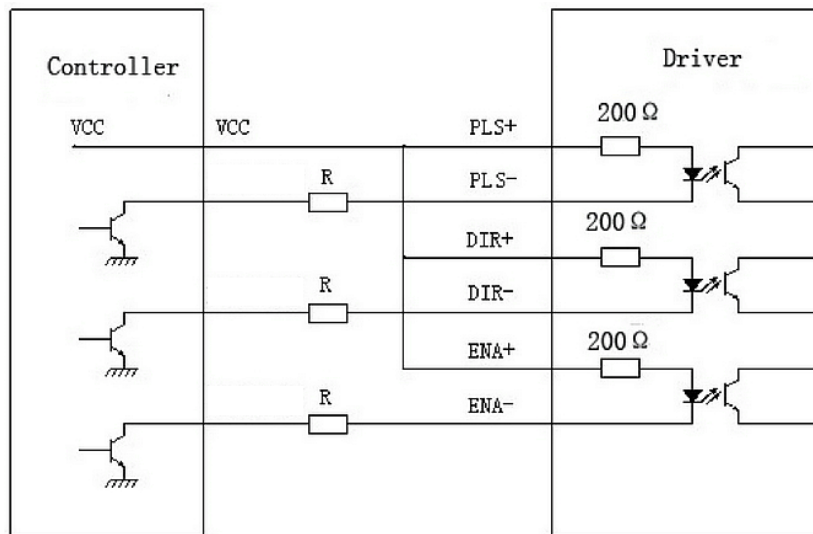 Controller
Driver
200Ω
VCC
VCC
PLS+
R
PLS-
200Ω
DIR+
R
DIR-
200Ω
ENA+
R
ENA-